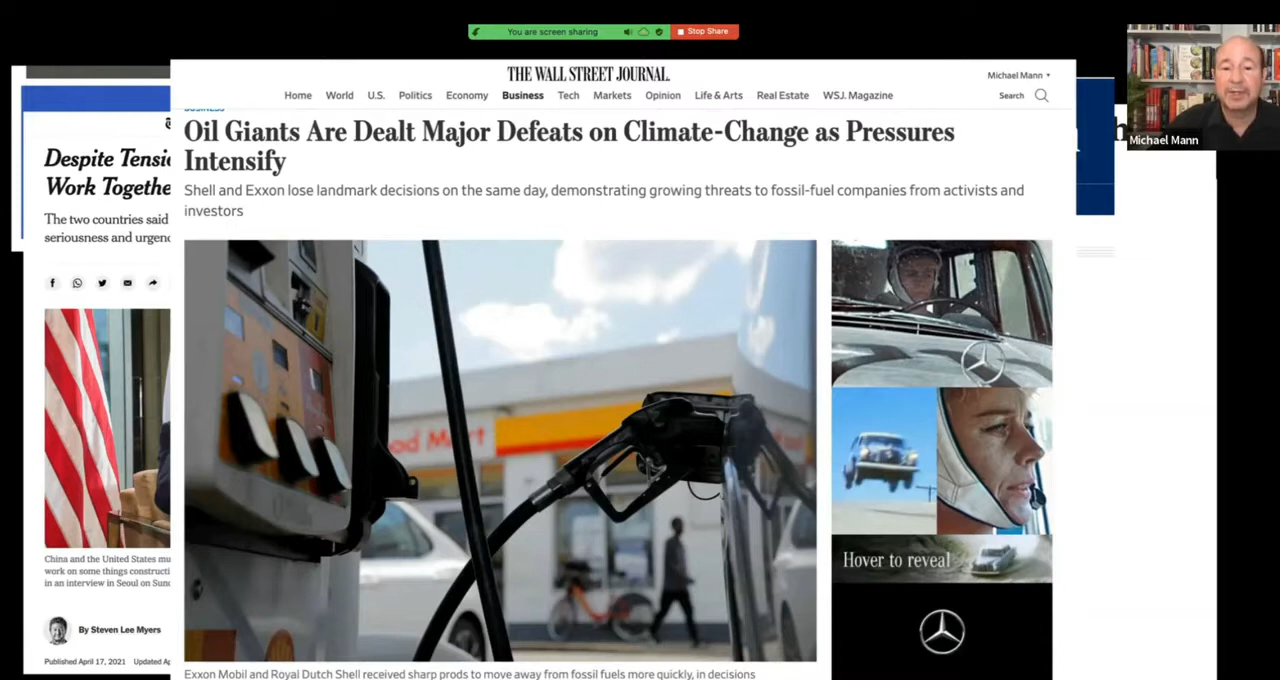 You are screen sharing
Stop Share
THE WALL STREET JOURNAL.
Michael Mann
Home World U.S. Politics Economy Business Tech Markets Opinion Life & Arts Real Estate WSJ. Magazine
Search
BUSINESS
Oil Giants Are Dealt Major Defeats on Climate-Change as Pressures
Intensify
Shell and Exxon lose landmark decisions on the same day, demonstrating growing threats to fossil-fuel companies from activists and
investors
Hover to reveal
Exxon Mobil and Royal Dutch Shell received sharp prods to move away from fossil fuels more quickly, in decisions
Despite
Work
The two countries said
seriousness and
China and the United States
work on some things
in an interview in Seoul on
By Steven Lee Myers
Published April 17, 2021 Updated
Michael Mann